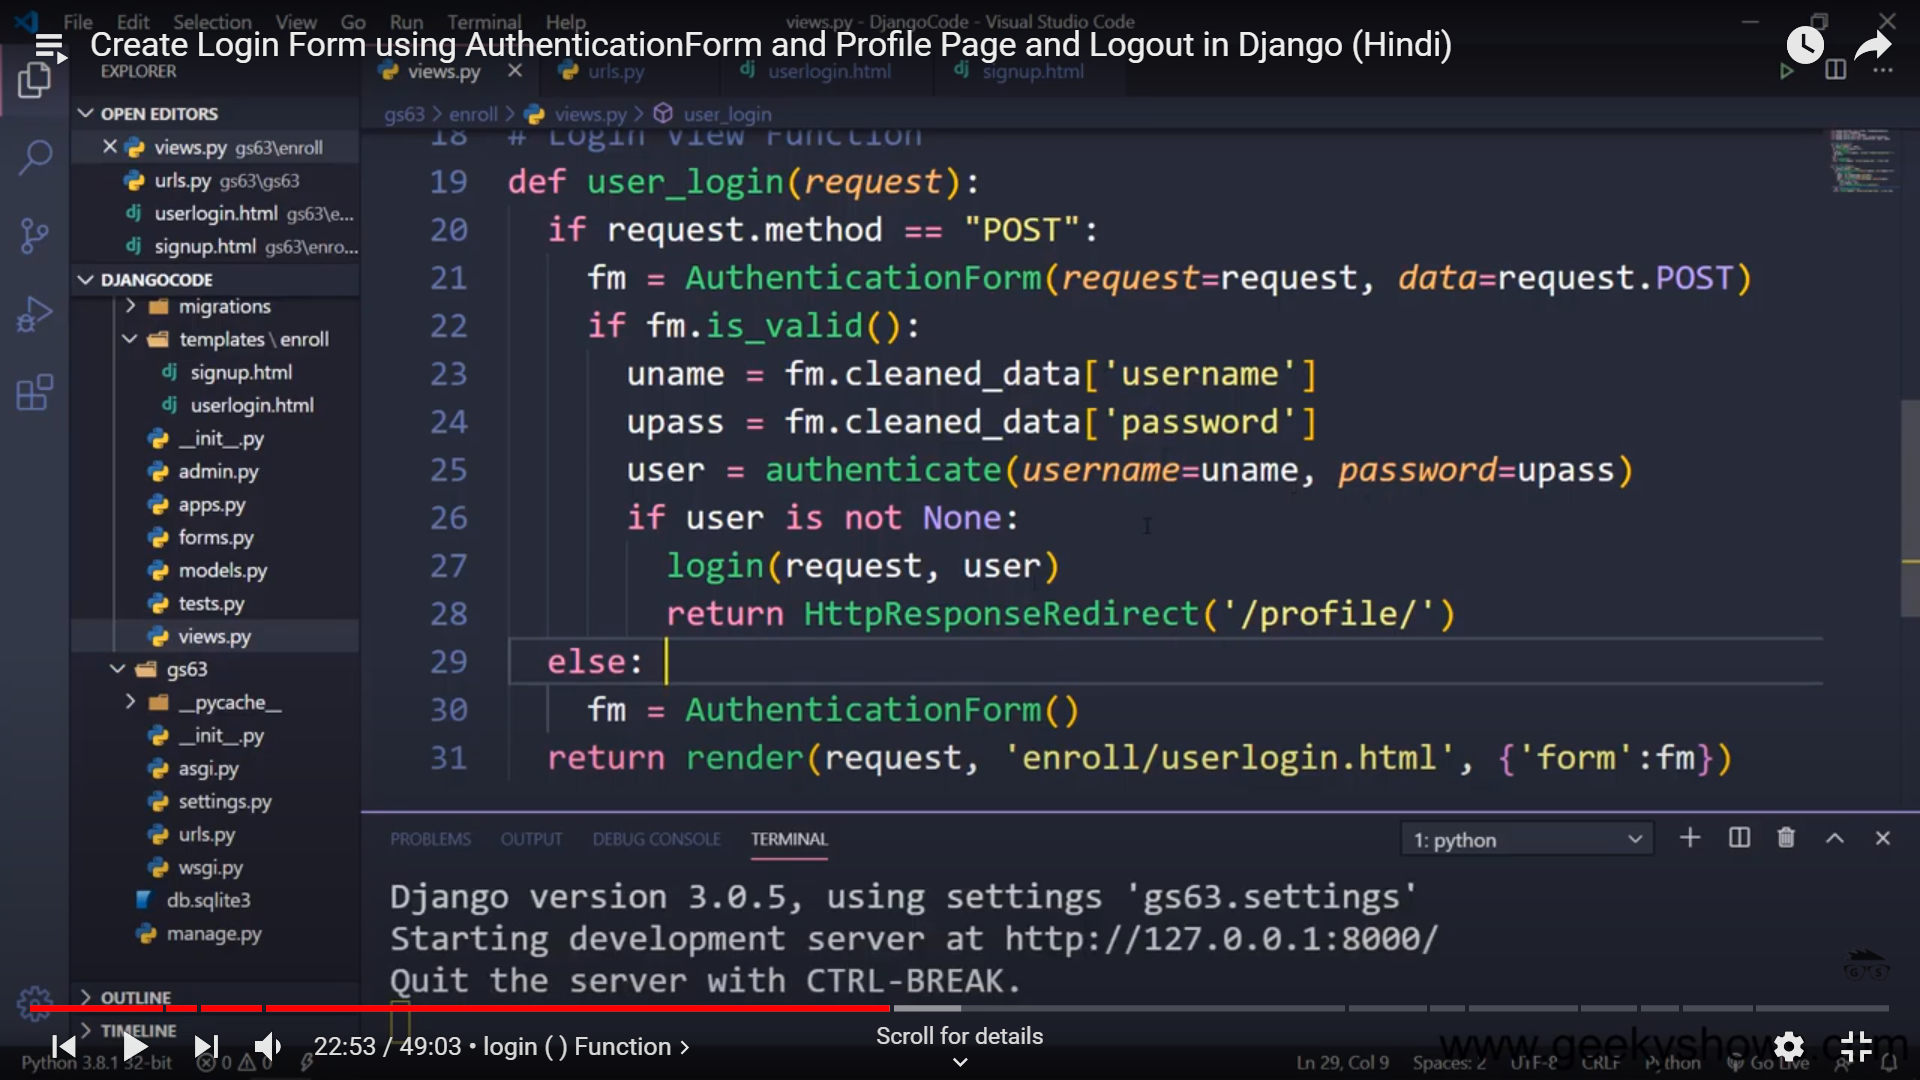 File Edit Selection View Go Run Terminal Help
views.py - DjangoCode - Visual Studio Code
Create Login Form using AuthenticationForm and Profile Page and Logout in Django (Hindi)
EXPLORER
views.py
urls.py
userlogin.html
signup.html
OPEN EDITORS
views.py gs63\enroll
urls.py gs63\gs63
userlogin.html gs63\e...
signup.html gs63\enro...
DJANGOCODE
migrations
templates \ enroll
signup.html
userlogin.html
__init__.py
admin.py
apps.py
forms.py
models.py
tests.py
views.py
gs63
__pycache__
__init__.py
asgi.py
settings.py
urls.py
wsgi.py
db.sqlite3
manage.py
OUTLINE
TIMELINE
gs63 > enroll > views.py > user_login
18 # Login View Function
19 def user_login(request):
20 if request.method == "POST":
21 fm = AuthenticationForm(request=request, data=request.POST)
22 if fm.is_valid():
23 uname = fm.cleaned_data['username']
24 upass = fm.cleaned_data['password']
25 user = authenticate(username=uname, password=upass)
26 if user is not None:
27 login(request, user)
28 return HttpResponseRedirect('/profile/')
29 else:
30 fm = AuthenticationForm()
31 return render(request, 'enroll/userlogin.html', {'form':fm})
PROBLEMS OUTPUT DEBUG CONSOLE TERMINAL
1: python
Django version 3.0.5, using settings 'gs63.settings'
Starting development server at http://127.0.0.1:8000/
Quit the server with CTRL-BREAK.
Scroll for details
22:53 / 49:03 • login ( ) Function >
Python 3.8.1 32-bit 0 0
Ln 29, Col 9 Spaces: 2 UTF-8 CRLF Python Go Live